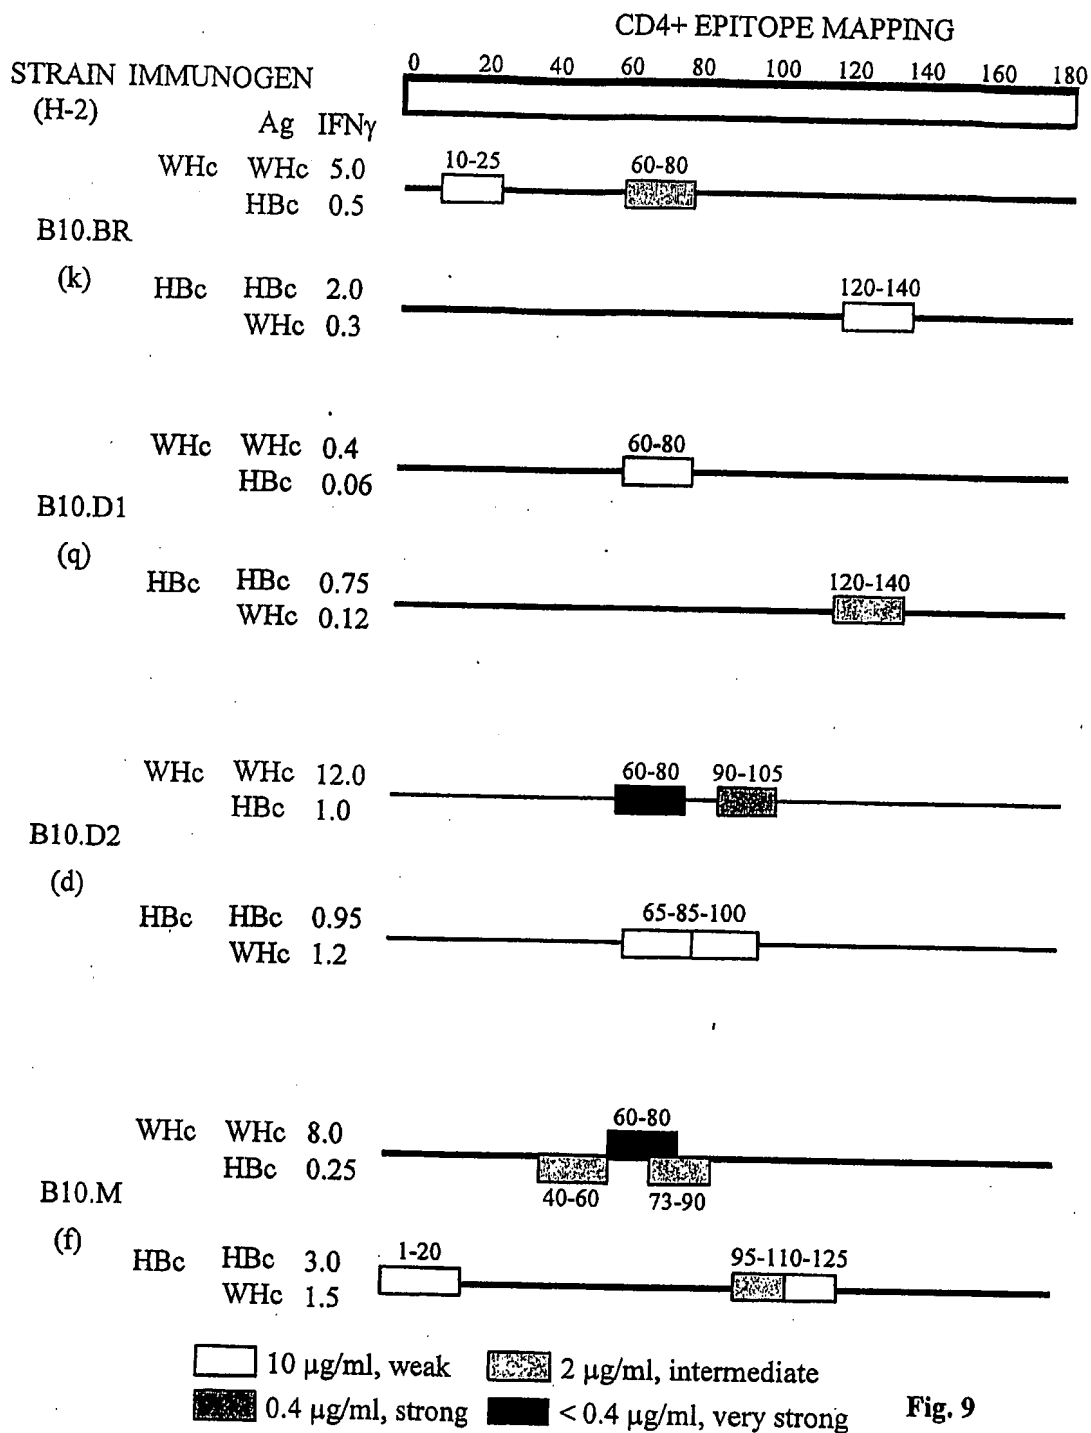 CD4+ EPITOPE MAPPING
0 20 40 60 80 100 120 140 160 180
STRAIN IMMUNOGEN
(H-2)
Ag IFNγ
WHc WHc 5.0 10-25 60-80
HBc 0.5
B10.BR
(k)
HBc HBc 2.0 120-140
WHc 0.3
WHc WHc 0.4 60-80
HBc 0.06
B10.D1
(q)
HBc HBc 0.75 120-140
WHc 0.12
WHc WHc 12.0 60-80 90-105
HBc 1.0
B10.D2
(d)
HBc HBc 0.95 65-85-100
WHc 1.2
60-80
WHc WHc 8.0
HBc 0.25 40-60 73-90
B10.M
(f)
HBc HBc 3.0 1-20 95-110-125
WHc 1.5
10 µg/ml, weak 2 µg/ml, intermediate
0.4 µg/ml, strong < 0.4 µg/ml, very strong
Fig. 9